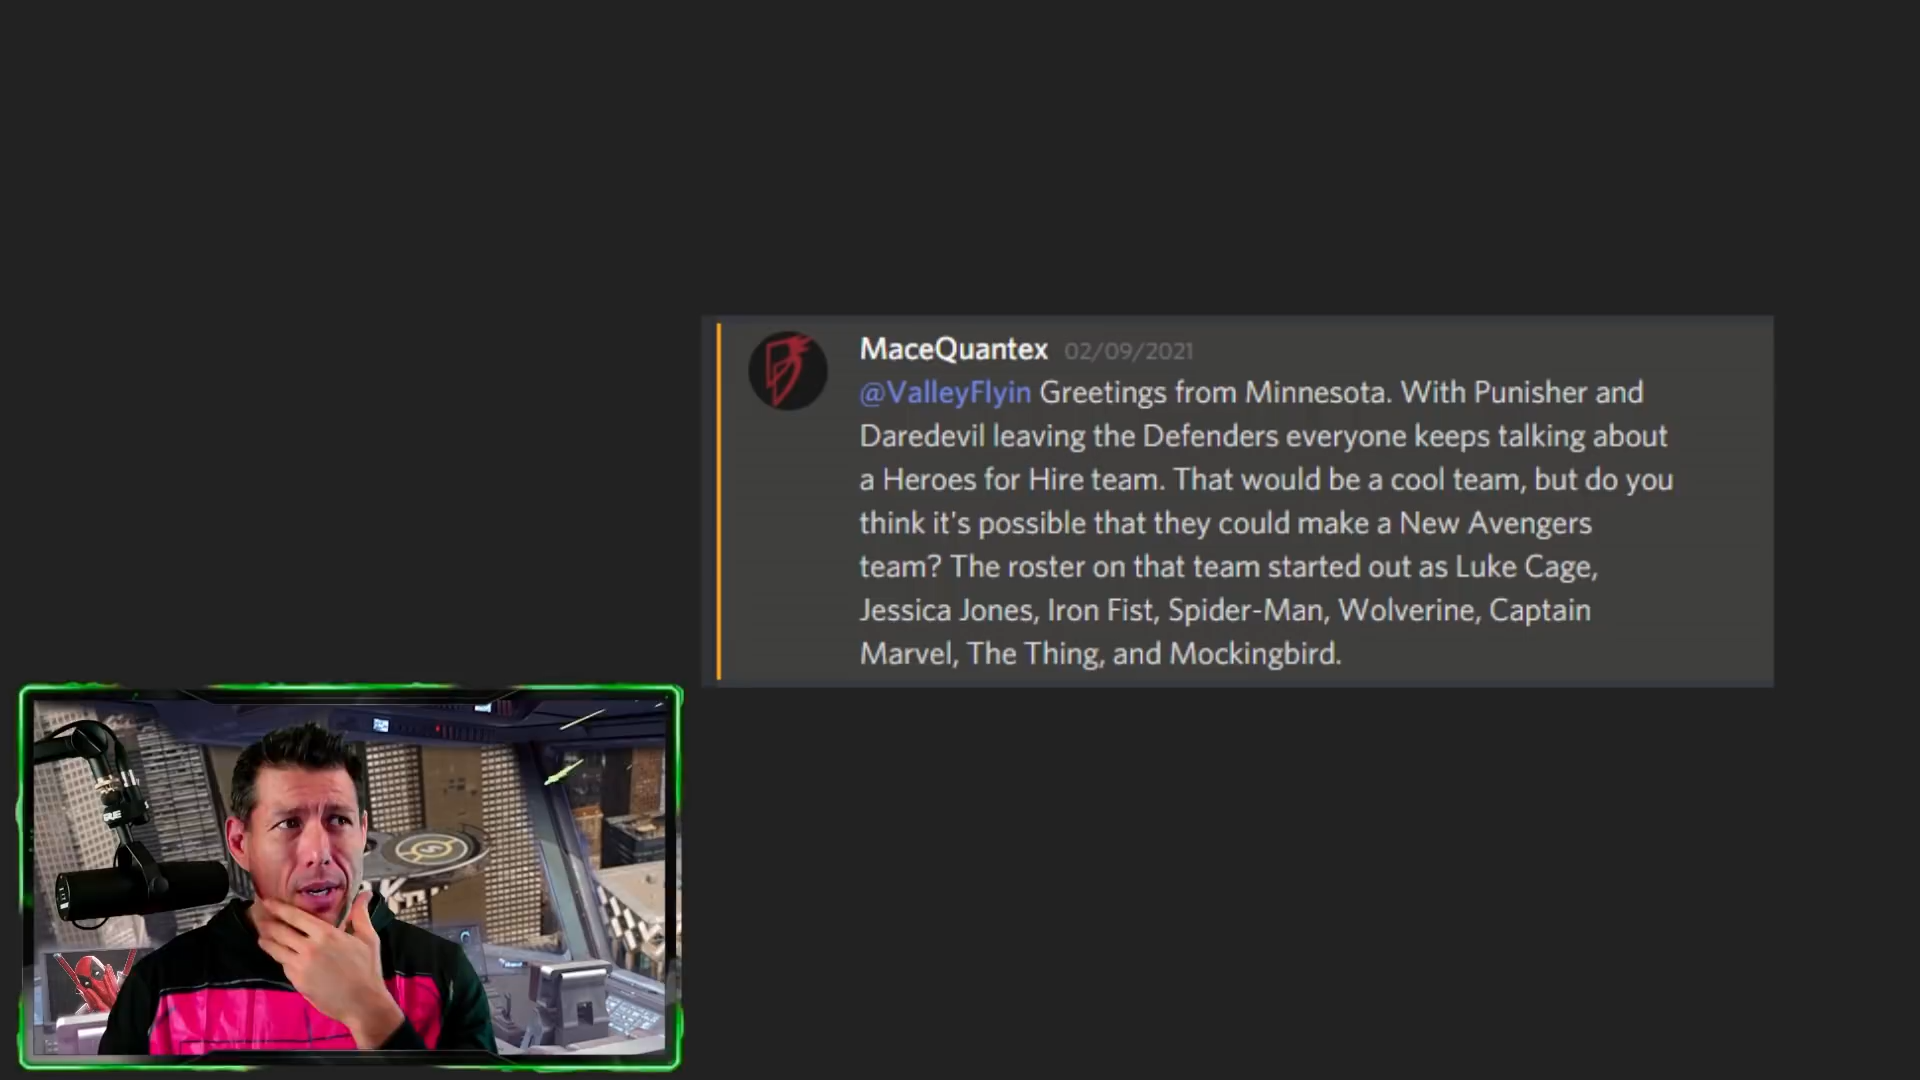 MaceQuantex 02/09/2021
@ValleyFlyin Greetings from Minnesota. With Punisher and
Daredevil leaving the Defenders everyone keeps talking about
a Heroes for Hire team. That would be a cool team, but do you
think it's possible that they could make a New Avengers
team? The roster on that team started out as Luke Cage,
Jessica Jones, Iron Fist, Spider-Man, Wolverine, Captain
Marvel, The Thing, and Mockingbird.